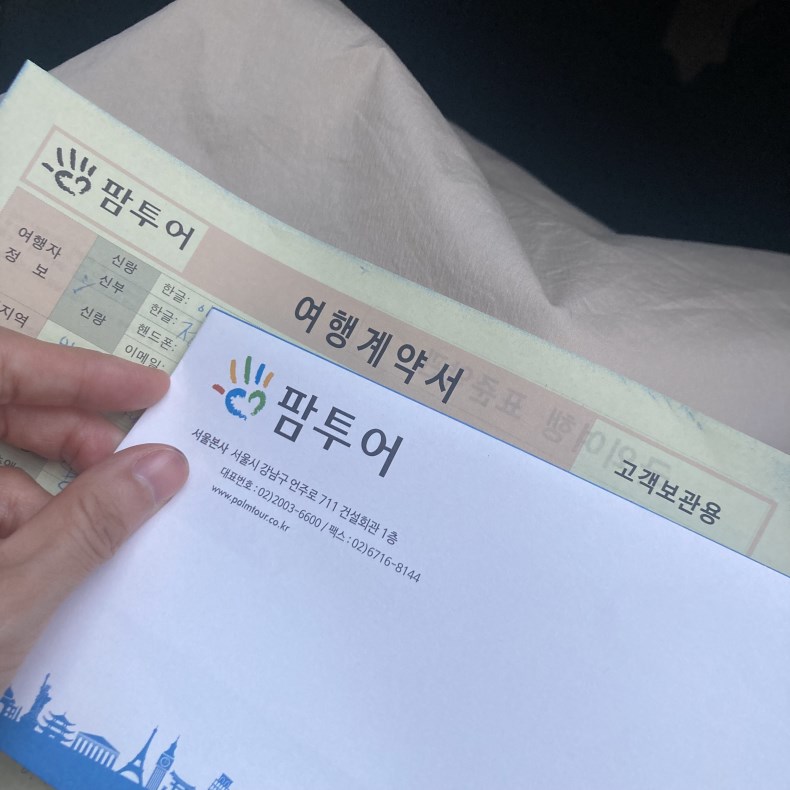 팜투어
여행계약서
고객보관용
여행자
정 보
신랑
신부
한글:
한글:
신랑
핸드폰:
이메일:
지역
팜투어
서울본사 서울시 강남구 언주로 711 건설회관 1층
대표번호 : 02)2003-6600 / 팩스 : 02)6716-8144
www.palmtour.co.kr